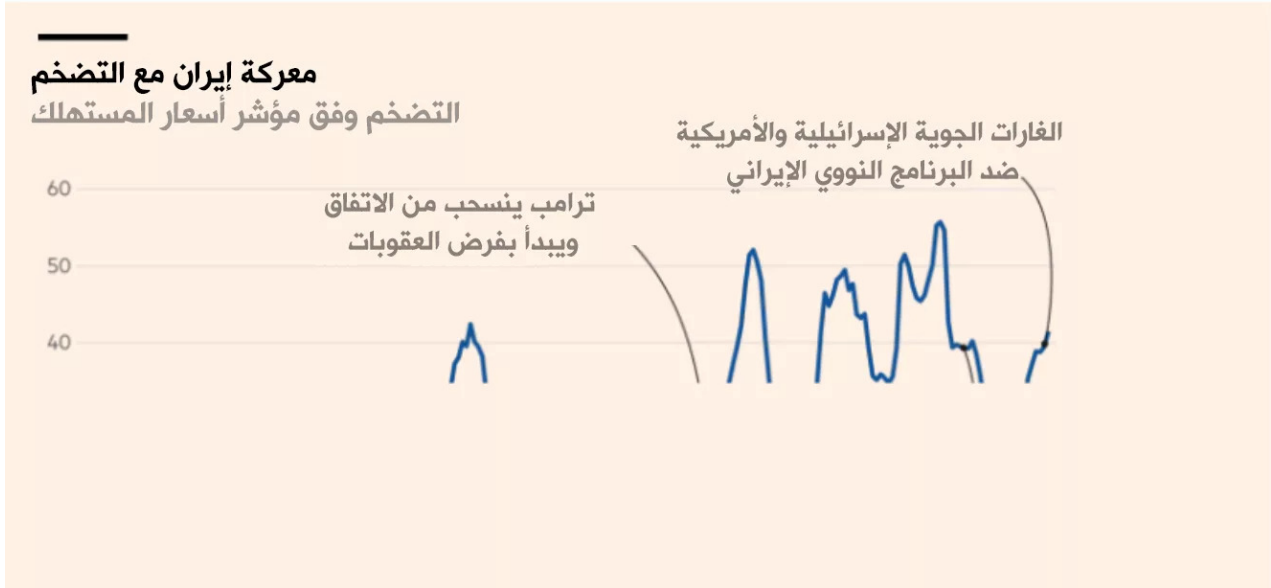 معركة إيران مع التضخم
التضخم وفق مؤشر أسعار المستهلك
الغارات الجوية الإسرائيلية والأمريكية
ضد البرنامج النووي الإيراني
60
ترامب ينسحب من الاتفاق
ويبدأ بفرض العقوبات
50
40